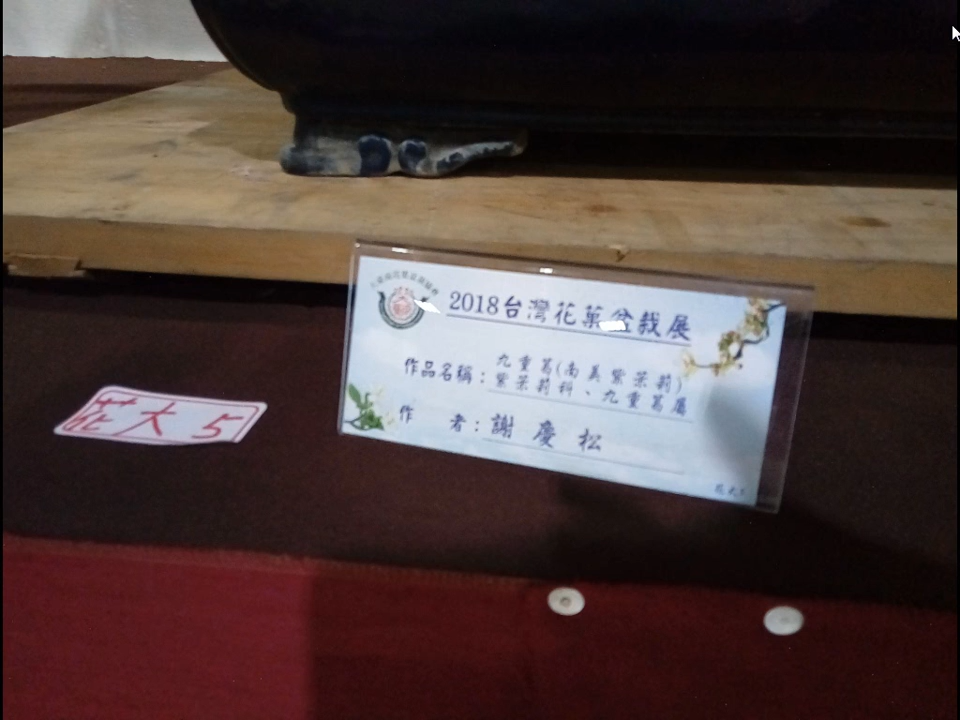 2018台灣花菓盆栽展
作品名稱：九重葛(南美紫茉莉)
紫茉莉科、九重葛屬
作 者：謝慶松
花大5